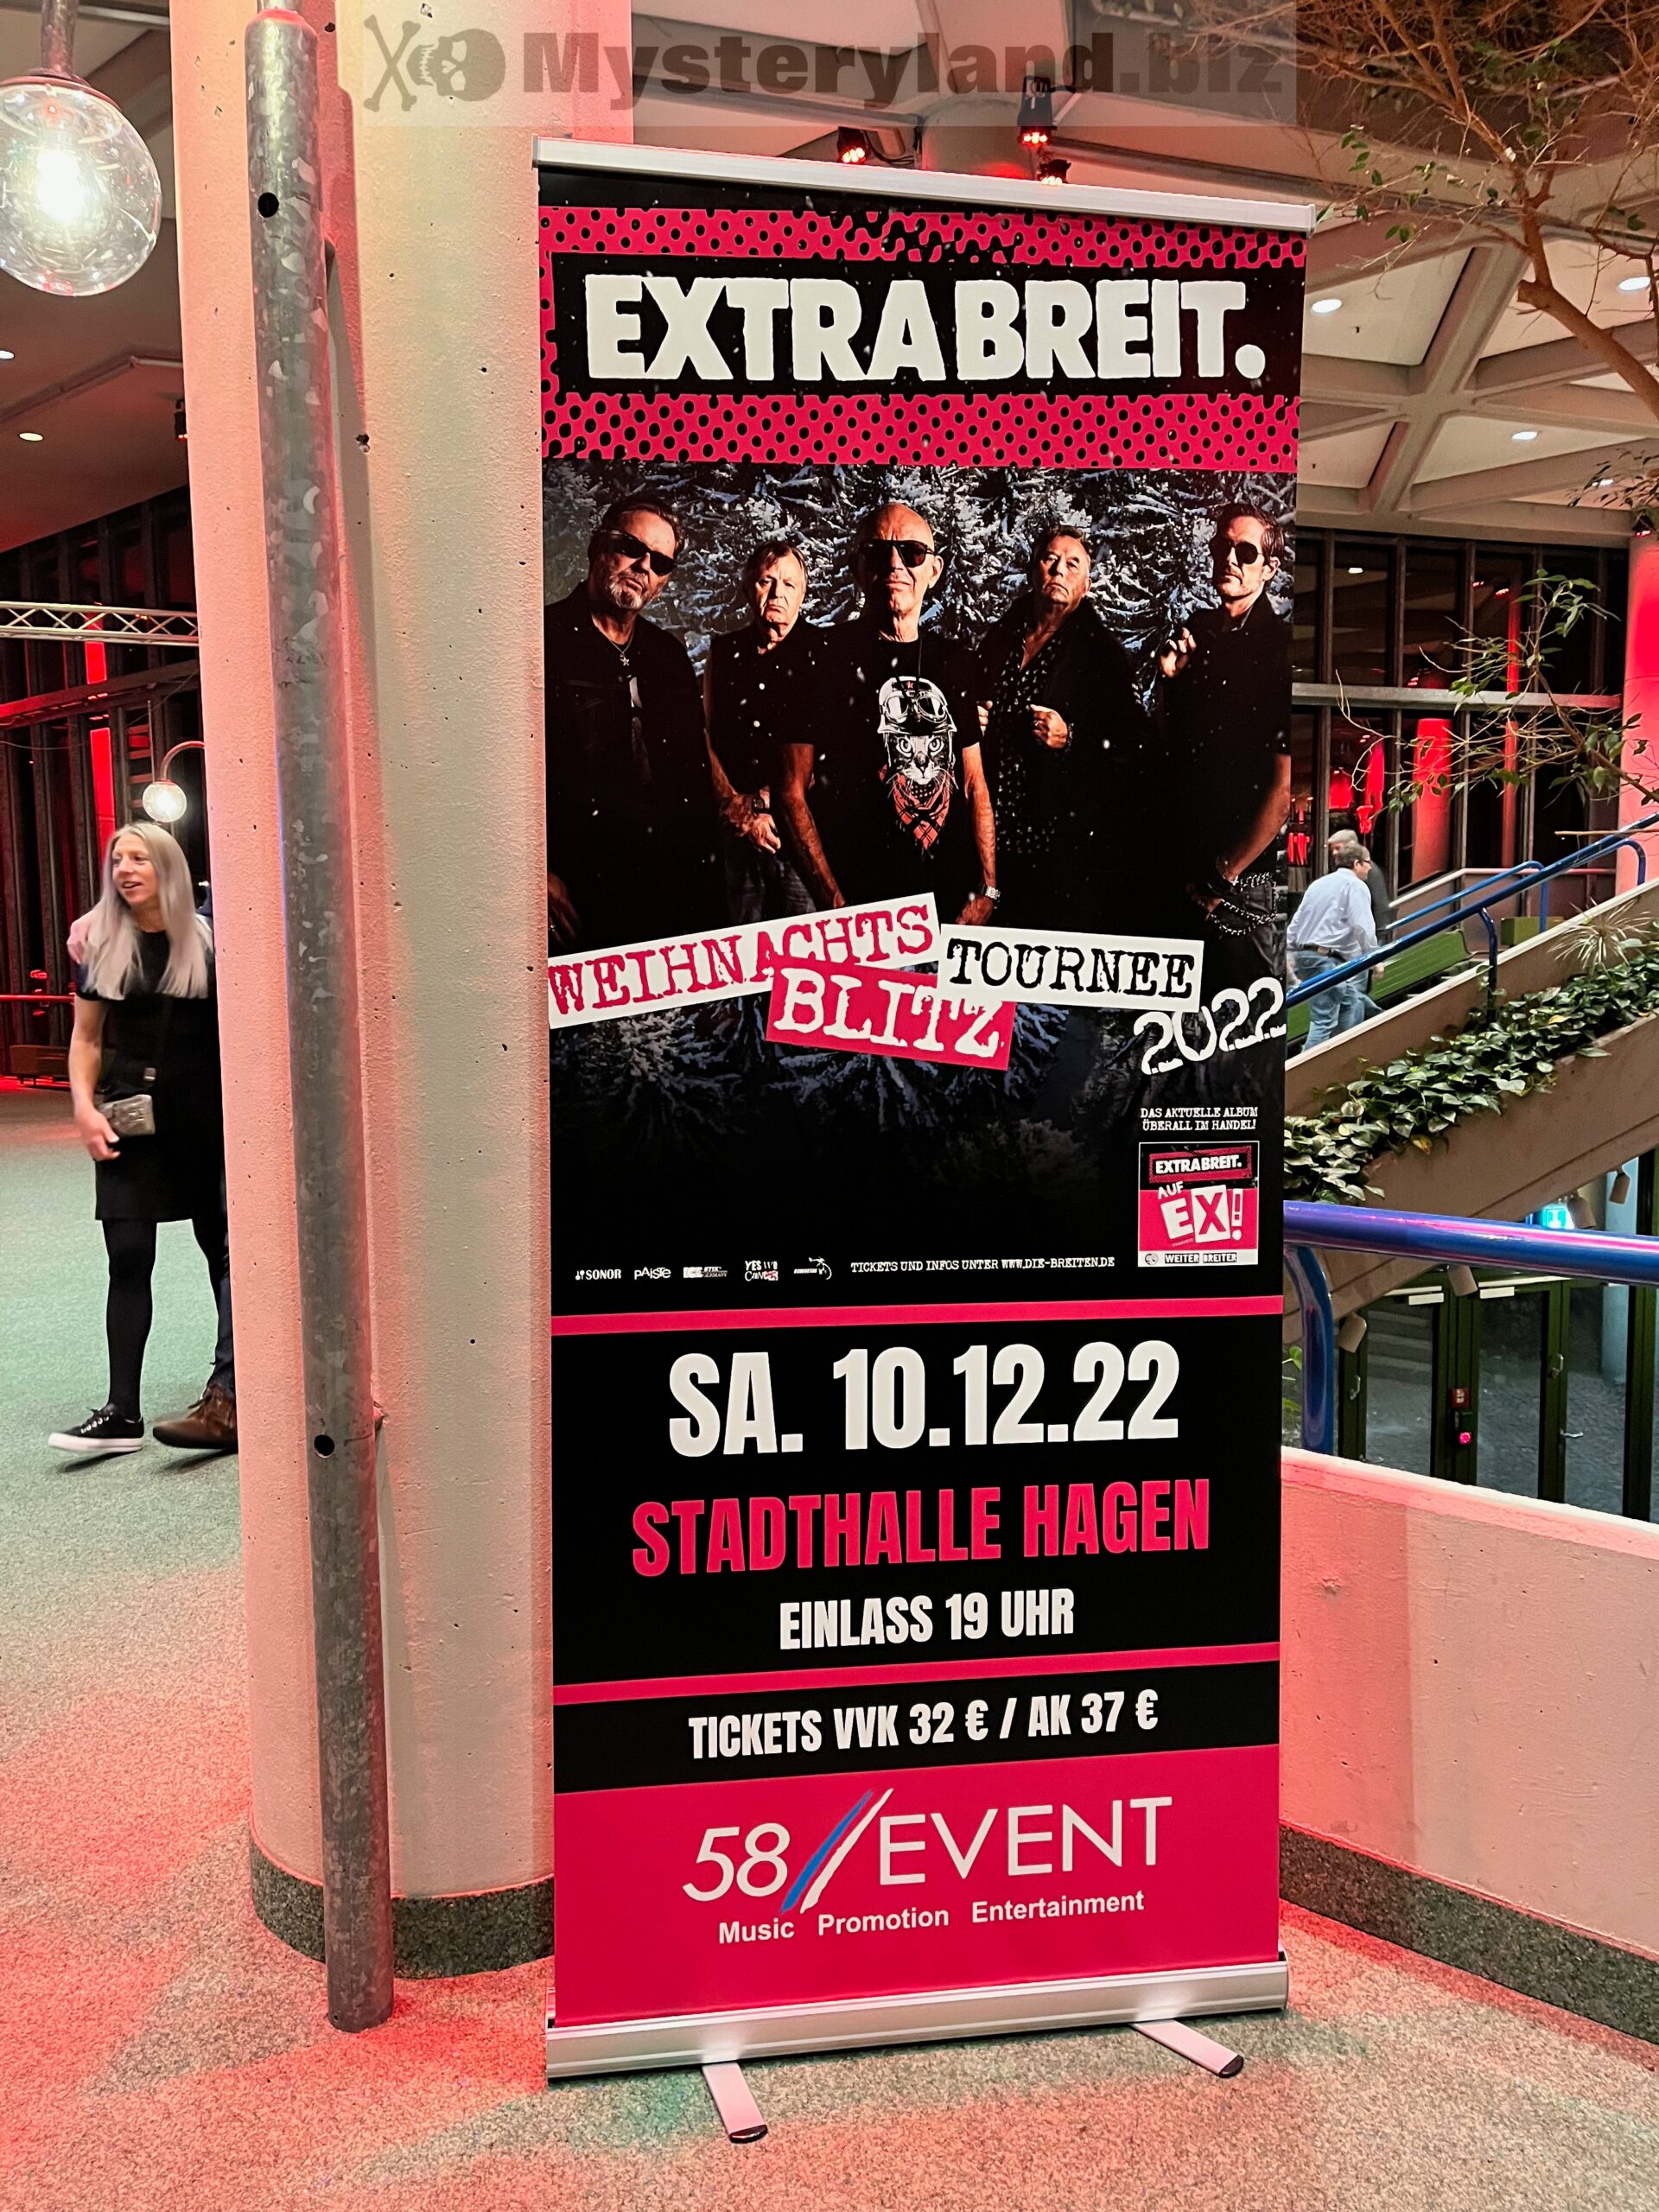 Mysteryland.biz
EXTRABREIT.
WEIHNACHTS
BLITZ
TOURNEE
2022
DAS AKTUELLE ALBUM
ÜBERALL IM HANDEL!
EXTRABREIT.
AUF
EX!
WEITER BREITER
SONOR PAiSTe
TICKETS UND INFOS UNTER WWW.DIE-BREITEN.DE
SA. 10.12.22
STADTHALLE HAGEN
EINLASS 19 UHR
TICKETS VVK 32 € / AK 37 €
58//EVENT
Music Promotion Entertainment